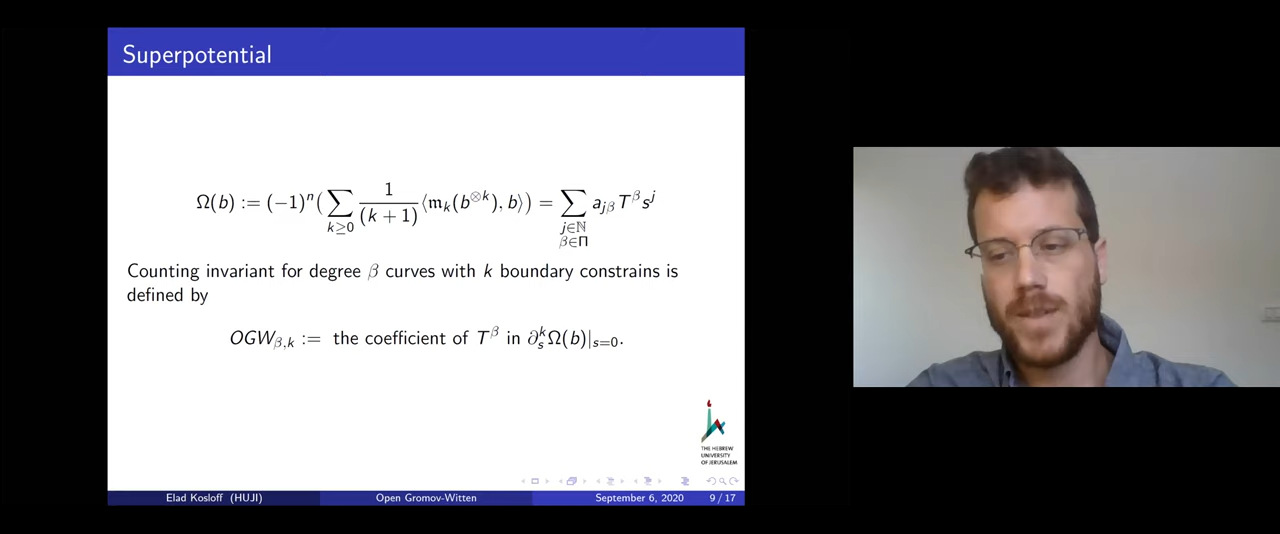 Superpotential
Ω(b) := (−1)^n( ∑_{k≥0} \frac{1}{(k + 1)} ⟨𝔪_k(b^{⊗k}), b⟩) = ∑_{j∈ℕ β∈Π} a_{jβ} T^β s^j
Counting invariant for degree β curves with k boundary constrains is
defined by
OGW_{β,k} := the coefficient of T^β in ∂_s^k Ω(b)|_{s=0}.
THE HEBREW
UNIVERSITY
OF JERUSALEM
Elad Kosloff (HUJI) Open Gromov-Witten September 6, 2020 9 / 17